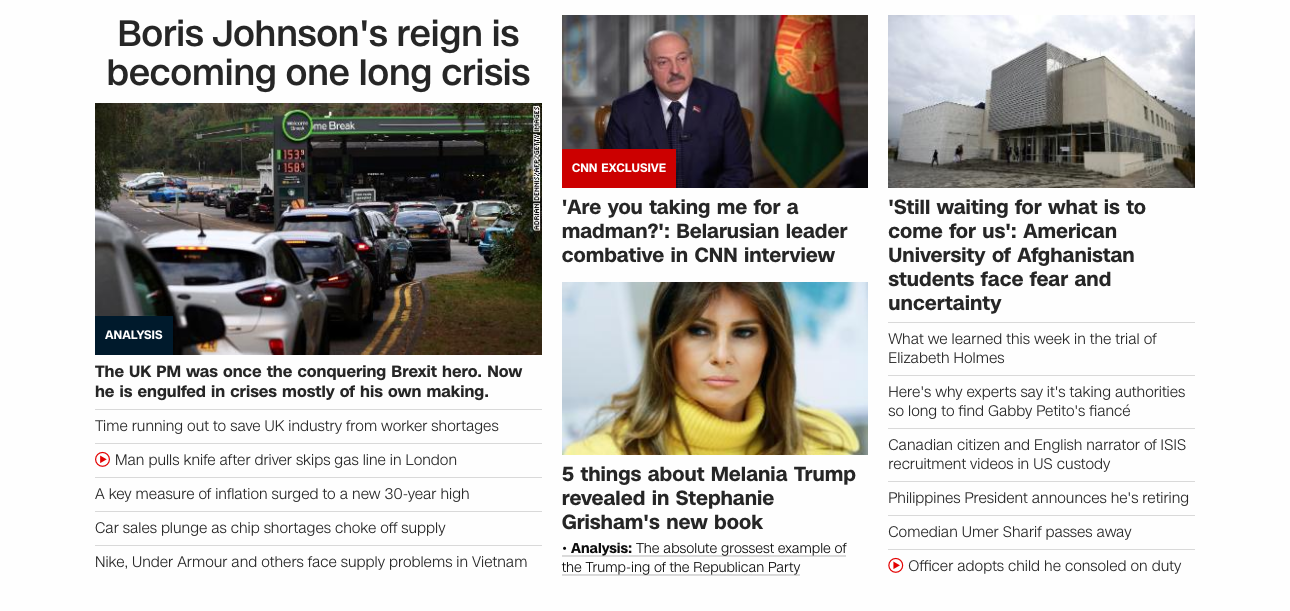 Boris Johnson's reign is
becoming one long crisis
Welcome
Break
me Break
153.9
158.9
ADRIAN DENNIS/AFP/GETTY IMAGES
ANALYSIS
The UK PM was once the conquering Brexit hero. Now
he is engulfed in crises mostly of his own making.
Time running out to save UK industry from worker shortages
Man pulls knife after driver skips gas line in London
A key measure of inflation surged to a new 30-year high
Car sales plunge as chip shortages choke off supply
Nike, Under Armour and others face supply problems in Vietnam
CNN EXCLUSIVE
'Are you taking me for a
madman?': Belarusian leader
combative in CNN interview
5 things about Melania Trump
revealed in Stephanie
Grisham's new book
• Analysis: The absolute grossest example of
the Trump-ing of the Republican Party
'Still waiting for what is to
come for us': American
University of Afghanistan
students face fear and
uncertainty
What we learned this week in the trial of
Elizabeth Holmes
Here's why experts say it's taking authorities
so long to find Gabby Petito's fiancé
Canadian citizen and English narrator of ISIS
recruitment videos in US custody
Philippines President announces he's retiring
Comedian Umer Sharif passes away
Officer adopts child he consoled on duty